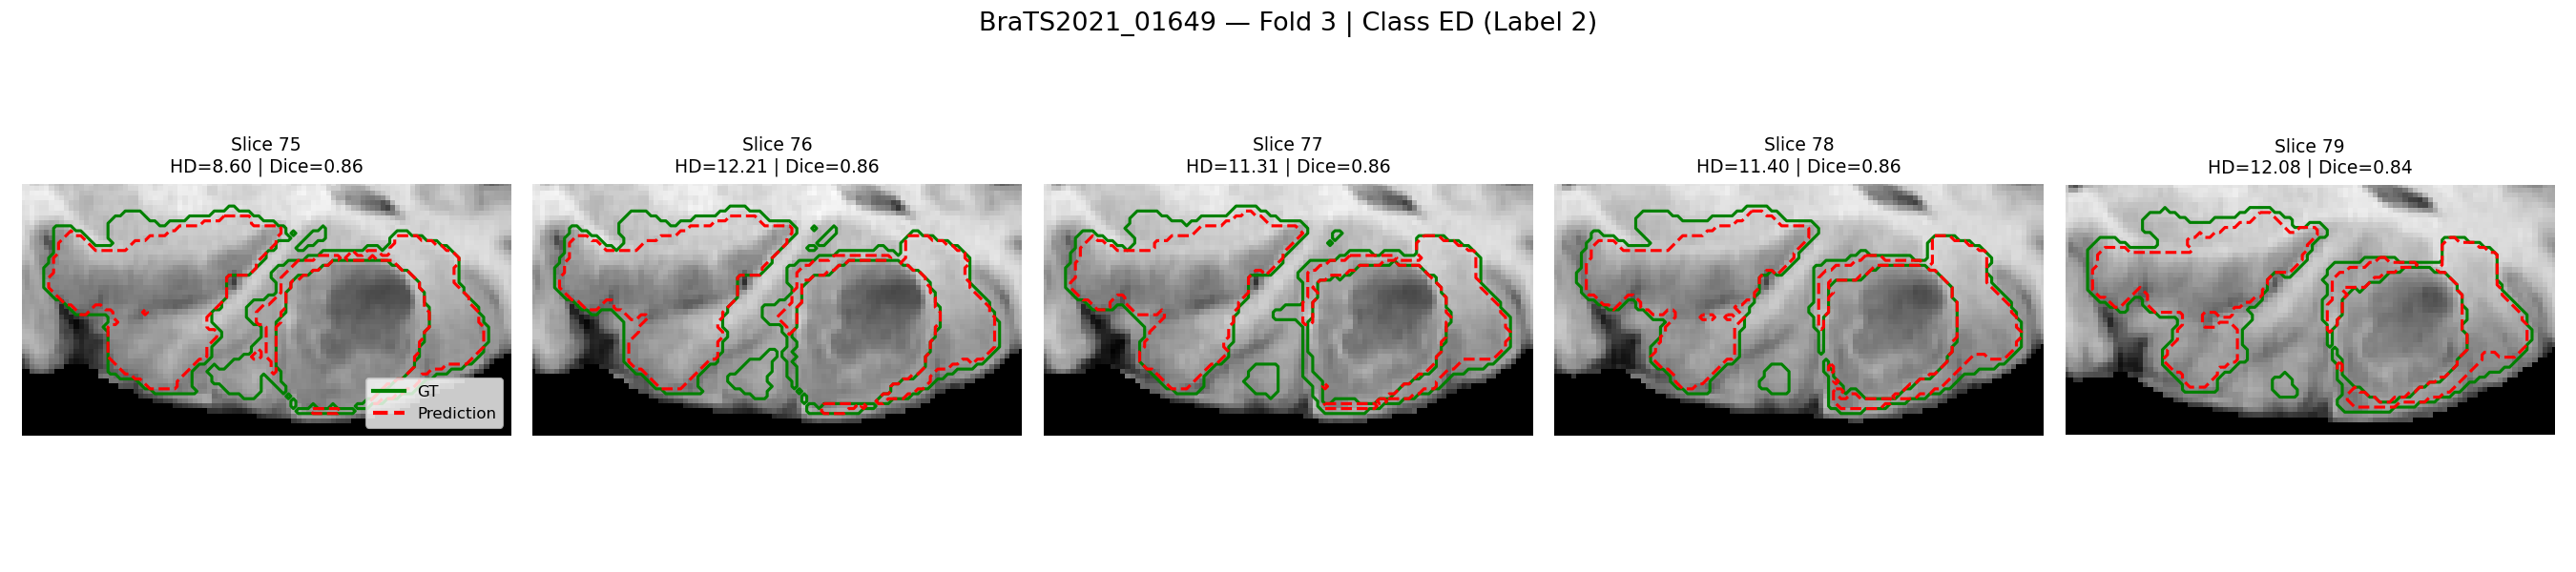 BraTS2021_01649 — Fold 3 | Class ED (Label 2)
Slice 75
HD=8.60 | Dice=0.86
Slice 76
HD=12.21 | Dice=0.86
Slice 77
HD=11.31 | Dice=0.86
Slice 78
HD=11.40 | Dice=0.86
Slice 79
HD=12.08 | Dice=0.84
GT
Prediction